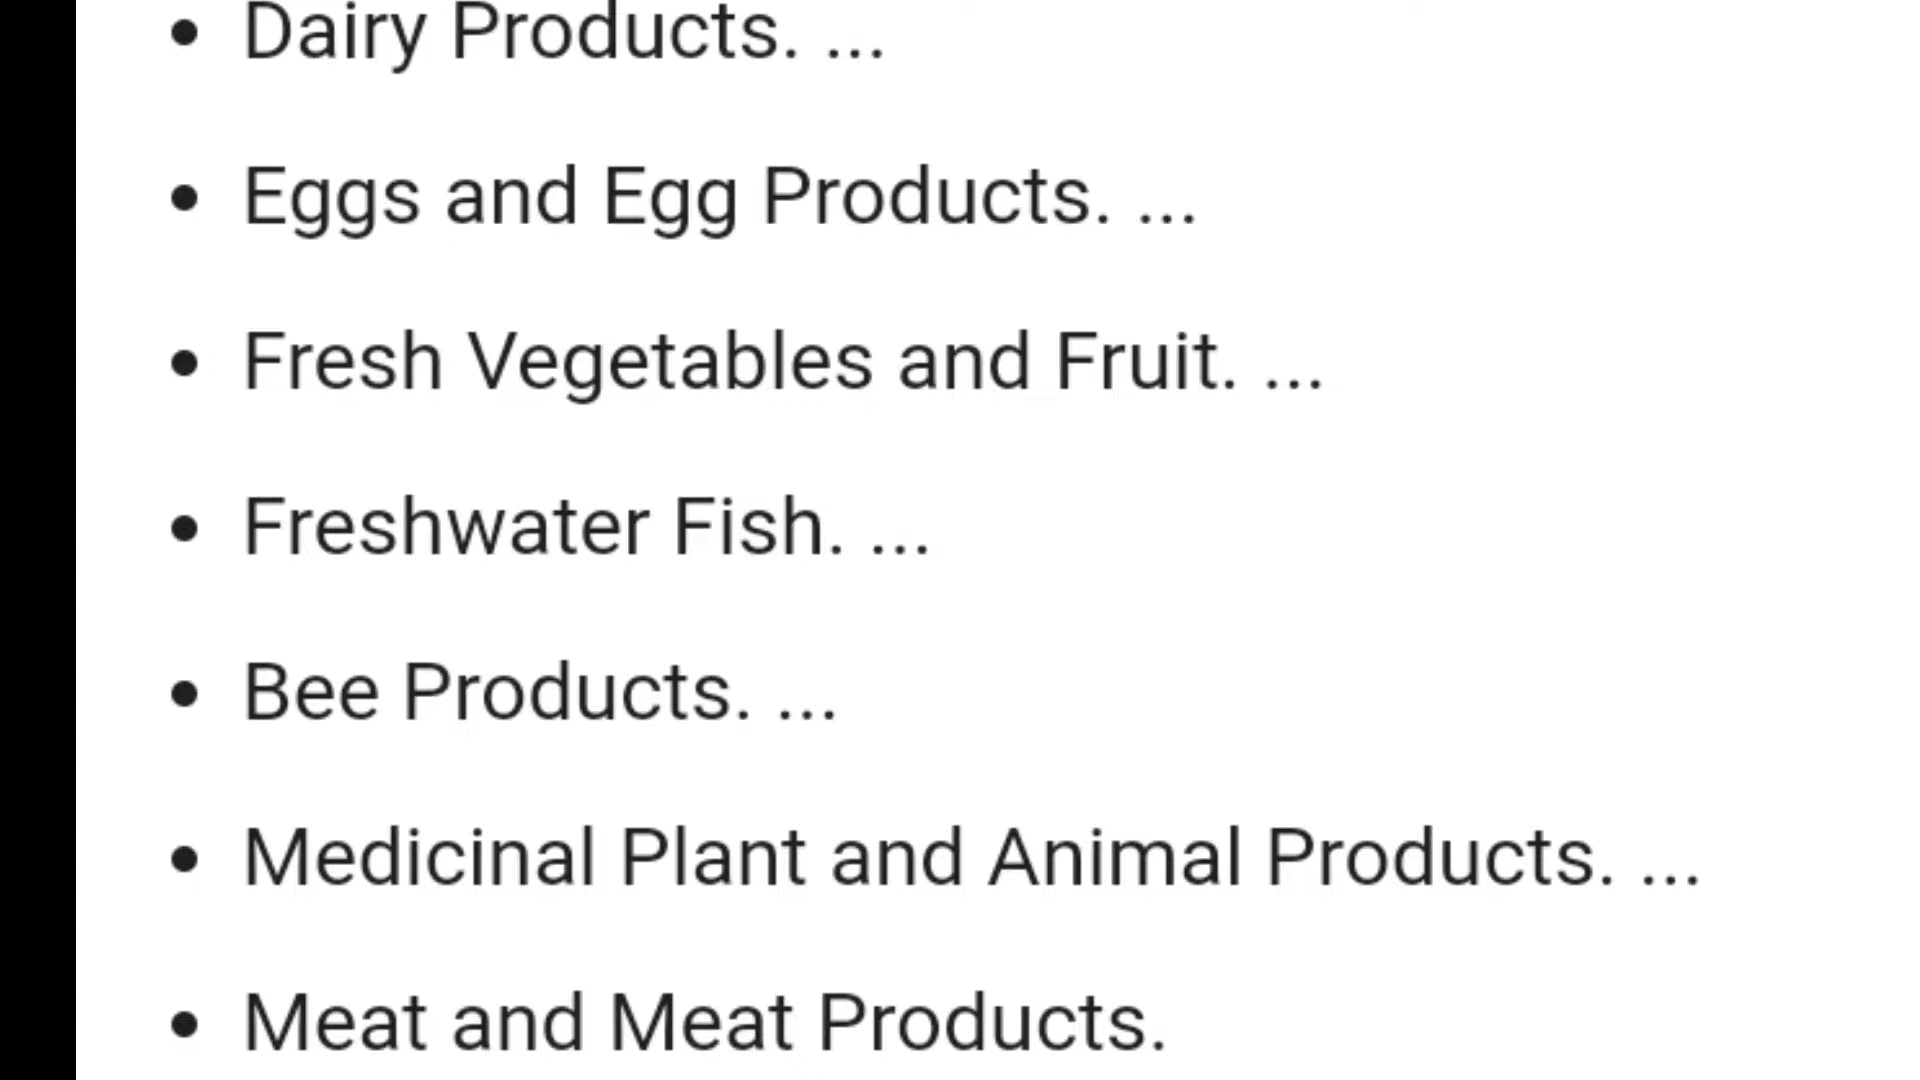 • Dairy Products. ...
• Eggs and Egg Products. ...
• Fresh Vegetables and Fruit. ...
• Freshwater Fish. ...
• Bee Products. ...
• Medicinal Plant and Animal Products. ...
• Meat and Meat Products.